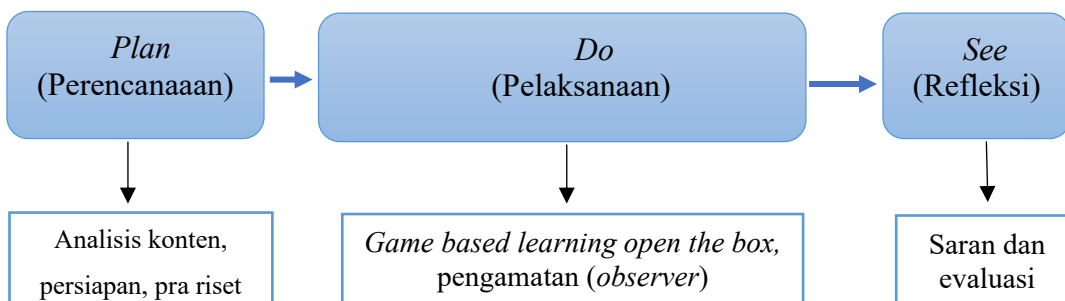 Plan
(Perencanaaan)
Do
(Pelaksanaan)
See
(Refleksi)
Analisis konten,
persiapan, pra riset
Game based learning open the box,
pengamatan (observer)
Saran dan
evaluasi